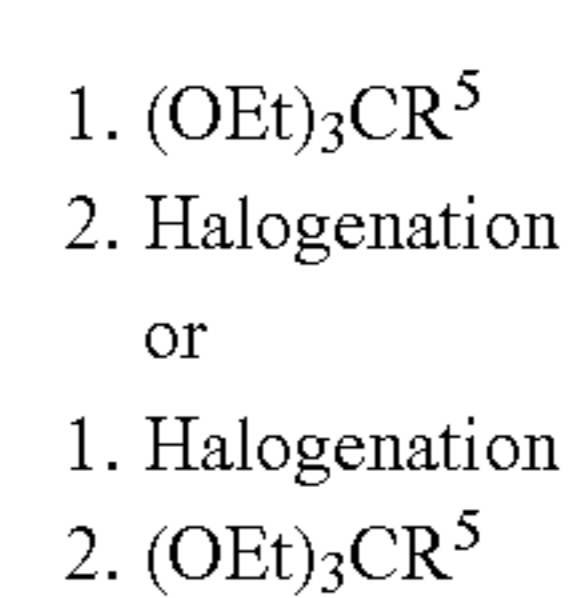 1. (OEt)₃CR⁵
2. Halogenation
or
1. Halogenation
2. (OEt)₃CR⁵